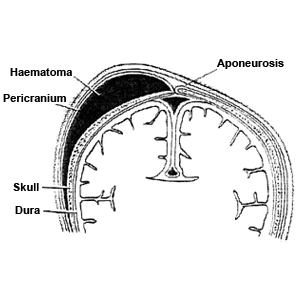 Aponeurosis
Haematoma
Pericranium
Skull
Dura